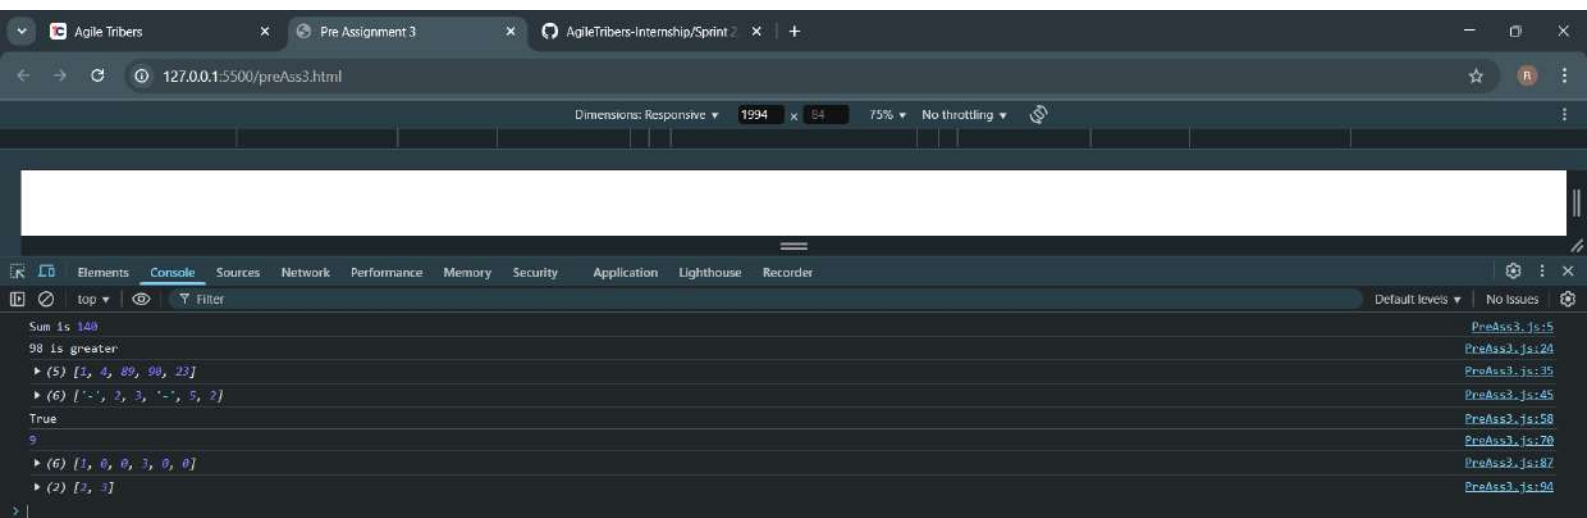 Agile Tribers
Pre Assignment 3
AgileTribers-Internship/Sprint 2
127.0.0.1:5500/preAss3.html
R
Dimensions: Responsive 1994 x 84 75% No throttling
Elements Console Sources Network Performance Memory Security Application Lighthouse Recorder
top Filter Default levels No Issues
Sum is 140 PreAss3.js:5
98 is greater PreAss3.js:24
(5) [1, 4, 89, 90, 23] PreAss3.js:35
(6) ['-', 2, 3, '-', 5, 2] PreAss3.js:45
True PreAss3.js:58
9 PreAss3.js:70
(6) [1, 0, 0, 3, 0, 0] PreAss3.js:87
(2) [2, 3] PreAss3.js:94
>